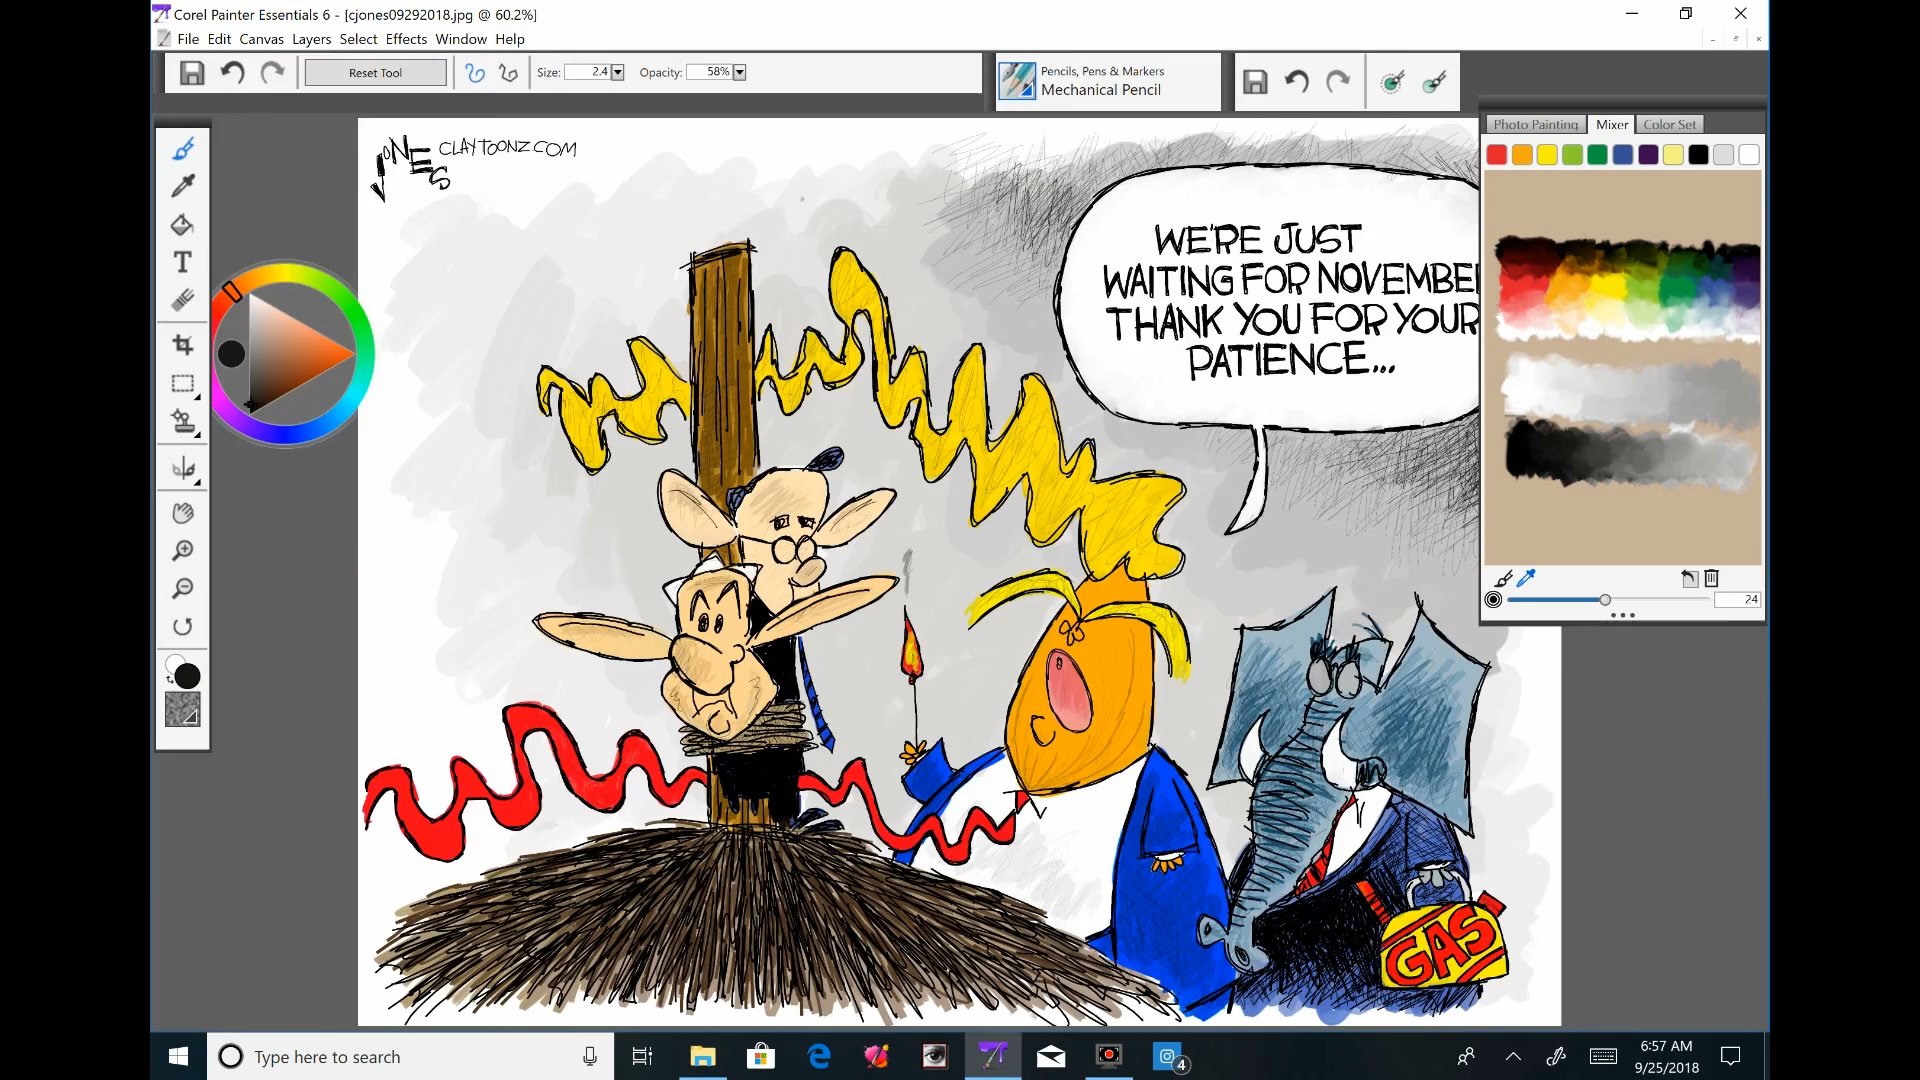 Corel Painter Essentials 6 - [cjones09292018.jpg @ 60.2%]
File Edit Canvas Layers Select Effects Window Help
Reset Tool
Size: 2.4
Opacity: 58%
Pencils, Pens & Markers
Mechanical Pencil
Photo Painting Mixer Color Set
24
JONES CLAYTOONZ.COM
WE'RE JUST
WAITING FOR NOVEMBE
THANK YOU FOR YOUR
PATIENCE...
GAS
Type here to search
4
6:57 AM
9/25/2018